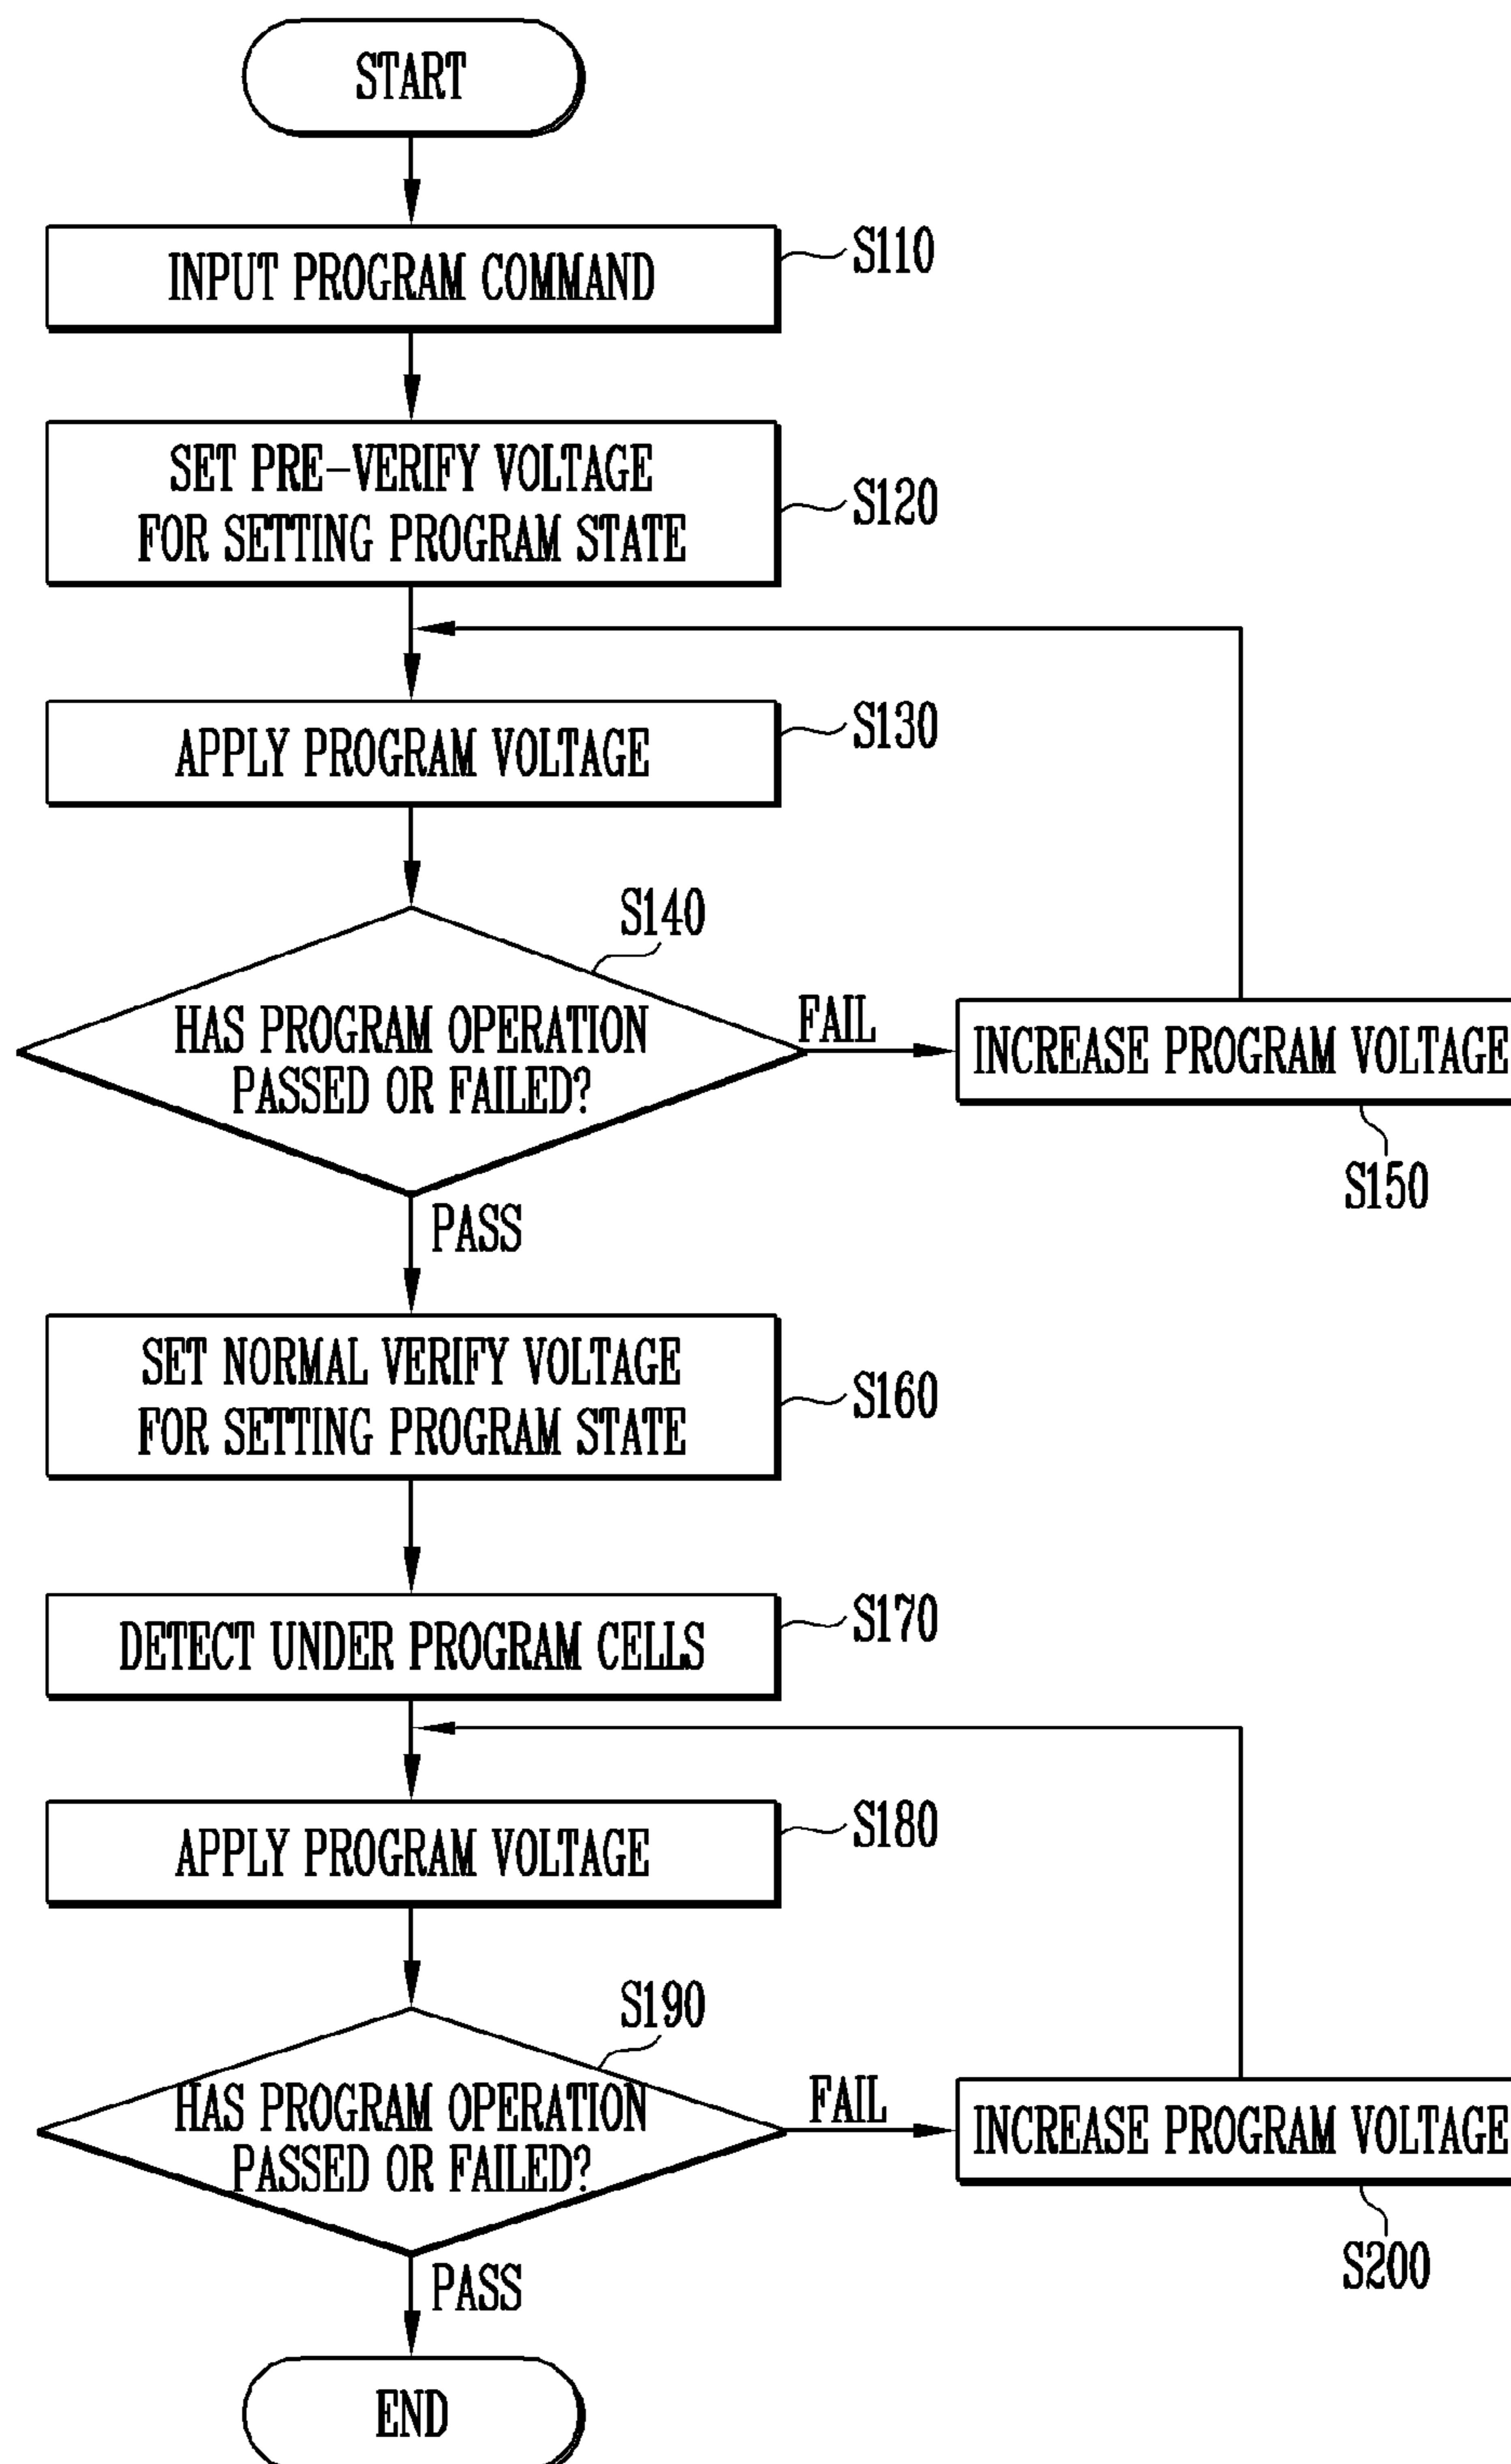 START
INPUT PROGRAM COMMAND
S110
SET PRE-VERIFY VOLTAGE
FOR SETTING PROGRAM STATE
S120
APPLY PROGRAM VOLTAGE
S130
S140
HAS PROGRAM OPERATION
PASSED OR FAILED?
FAIL
INCREASE PROGRAM VOLTAGE
S150
PASS
SET NORMAL VERIFY VOLTAGE
FOR SETTING PROGRAM STATE
S160
DETECT UNDER PROGRAM CELLS
S170
APPLY PROGRAM VOLTAGE
S180
S190
HAS PROGRAM OPERATION
PASSED OR FAILED?
FAIL
INCREASE PROGRAM VOLTAGE
S200
PASS
END